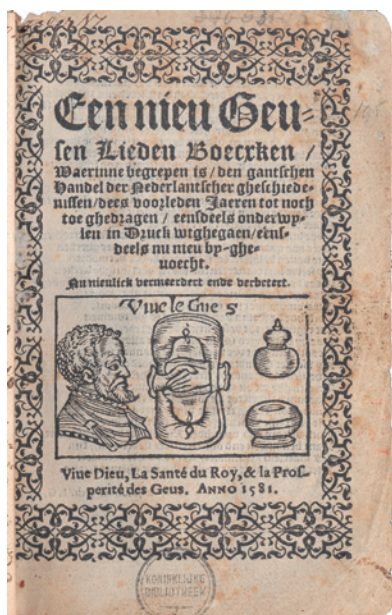 Een nieu Geu=
sen Lieden Boecxken /
Waerinne begrepen is / den gantschen
Handel der Nederlantscher gheschiede-
nissen / dees voorleden Jaeren tot noch
toe ghedragen / eensdeels onderwy-
len in Druck wtghegaen / eens-
deels nu nieu by-ghe-
uoecht.
Nu nieulick vermeerdert ende verbetert.
Viue le Gue s
Viue Dieu, La Santé du Roy, & la Pros-
perité des Geus. ANNO 1581.
KONINKLIJKE
BIBLIOTHEEK